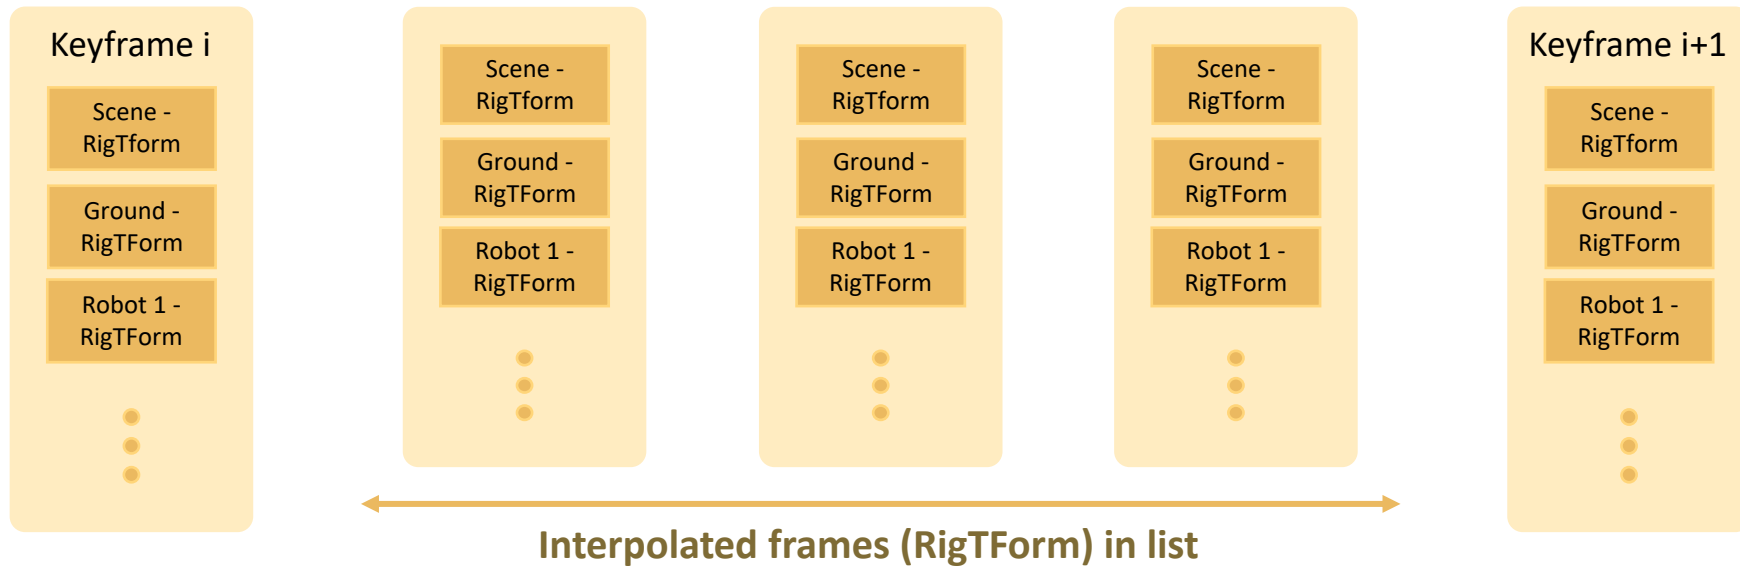 Keyframe i
Scene -
RigTform
Ground -
RigTForm
Robot 1 -
RigTForm
Scene -
RigTform
Ground -
RigTForm
Robot 1 -
RigTForm
Scene -
RigTform
Ground -
RigTForm
Robot 1 -
RigTForm
Scene -
RigTform
Ground -
RigTForm
Robot 1 -
RigTForm
Keyframe i+1
Scene -
RigTform
Ground -
RigTForm
Robot 1 -
RigTForm
Interpolated frames (RigTForm) in list